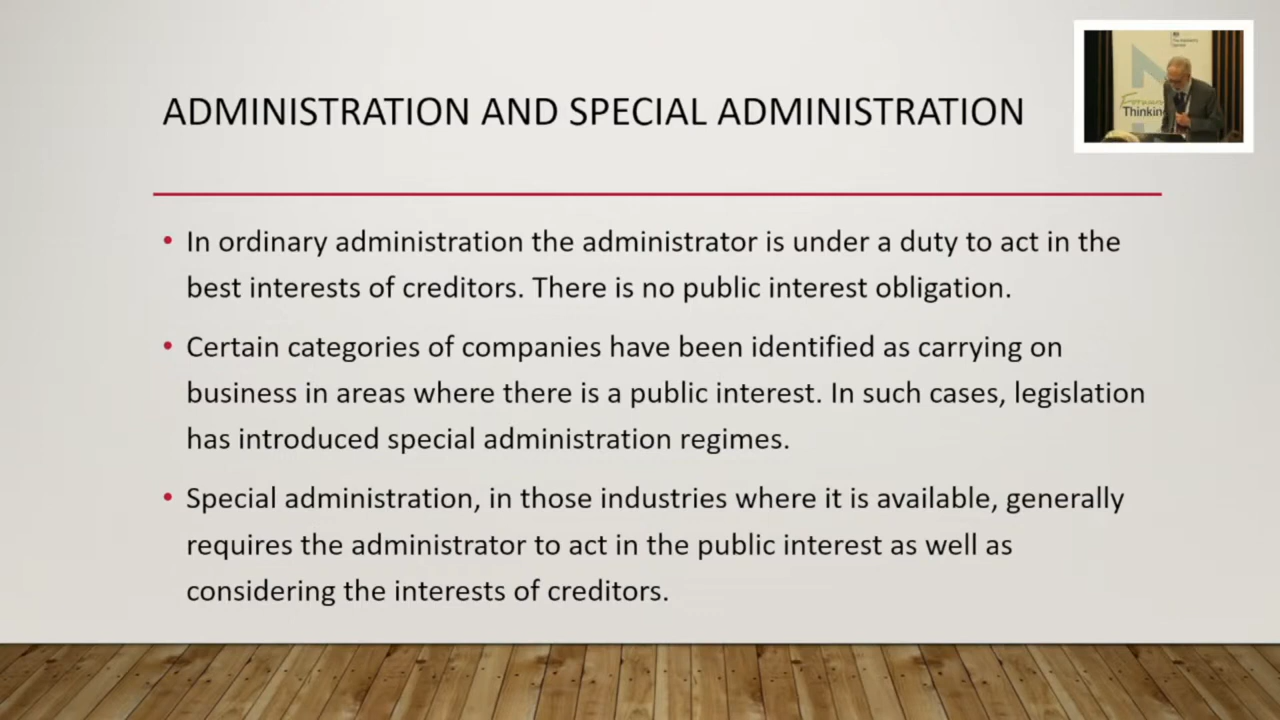 ADMINISTRATION AND SPECIAL ADMINISTRATION
• In ordinary administration the administrator is under a duty to act in the
best interests of creditors. There is no public interest obligation.
• Certain categories of companies have been identified as carrying on
business in areas where there is a public interest. In such cases, legislation
has introduced special administration regimes.
• Special administration, in those industries where it is available, generally
requires the administrator to act in the public interest as well as
considering the interests of creditors.